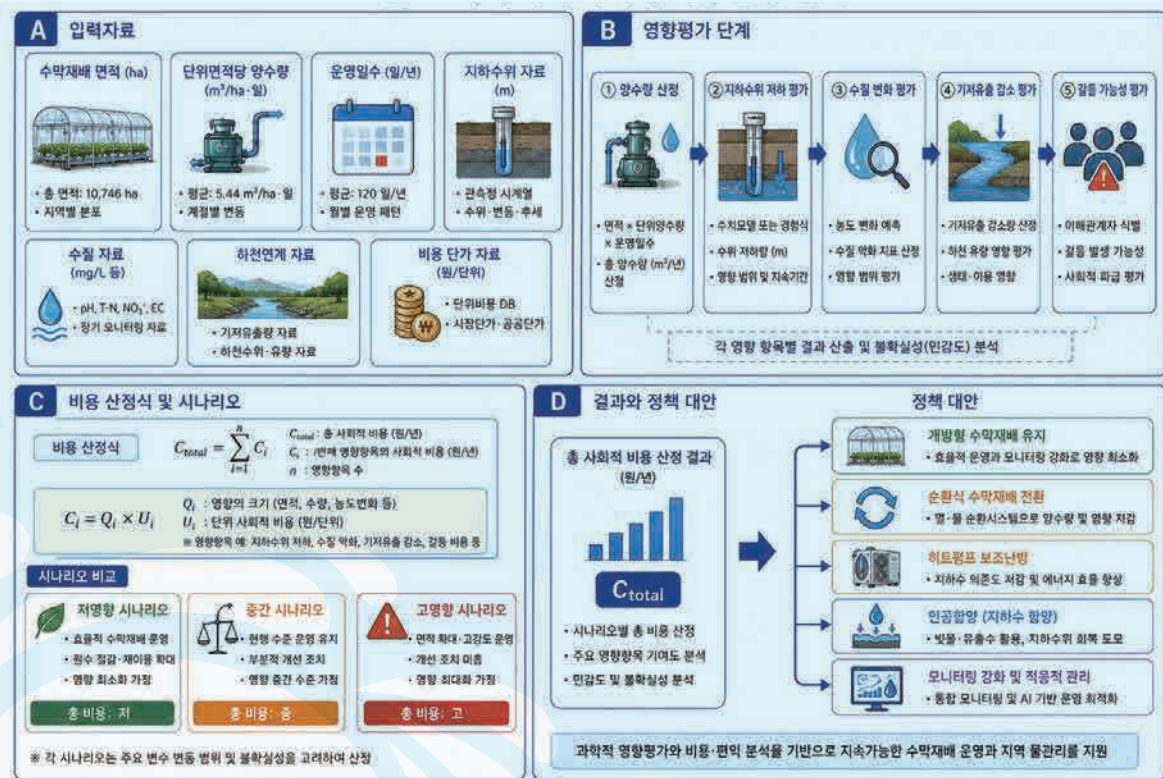 A 입력자료
수막재배 면적 (ha)
• 총 면적: 10,746 ha
• 지역별 분포
단위면적당 양수량
(m³/ha·일)
• 평균: 5.44 m³/ha·일
• 계절별 변동
운영일수 (일/년)
• 평균: 120 일/년
• 월별 운영 패턴
지하수위 자료
(m)
• 관측정 시계열
• 수위·변동·추세
수질 자료
(mg/L 등)
• pH, T-N, NO₃⁻, EC
• 장기 모니터링 자료
하천연계 자료
• 기저유출량 자료
• 하천수위·유량 자료
비용 단가 자료
(원/단위)
• 단위비용 DB
• 시장단가·공공단가
B 영향평가 단계
① 양수량 산정
• 면적 × 단위양수량
× 운영일수
• 총 양수량 (m³/년)
산정
② 지하수위 저하 평가
• 수치모델 또는 경험식
• 수위 저하량 (m)
• 영향 범위 및 지속기간
③ 수질 변화 평가
• 농도 변화 예측
• 수질 악화 지표 산정
• 영향 범위 평가
④ 기저유출 감소 평가
• 기저유출 감소량 산정
• 하천 유량 영향 평가
• 생태·이용 영향
⑤ 갈등 가능성 평가
• 이해관계자 식별
• 갈등 발생 가능성
• 사회적 파급 평가
각 영향 항목별 결과 산출 및 불확실성(민감도) 분석
C 비용 산정식 및 시나리오
비용 산정식
C_total = ∑ⁿᵢ₌₁ Cᵢ
C_total : 총 사회적 비용 (원/년)
Cᵢ : i번째 영향항목의 사회적 비용 (원/년)
n : 영향항목 수
Cᵢ = Qᵢ × Uᵢ
Qᵢ : 영향의 크기 (면적, 수량, 농도변화 등)
Uᵢ : 단위 사회적 비용 (원/단위)
※ 영향항목 예: 지하수위 저하, 수질 악화, 기저유출 감소, 갈등 비용 등
시나리오 비교
저영향 시나리오
• 효율적 수막재배 운영
• 원수 절감·재이용 확대
• 영향 최소화 가정
총 비용: 저
중간 시나리오
• 현행 수준 운영 유지
• 부분적 개선 조치
• 영향 중간 수준 가정
총 비용: 중
고영향 시나리오
• 면적 확대·고강도 운영
• 개선 조치 미흡
• 영향 최대화 가정
총 비용: 고
※ 각 시나리오는 주요 변수 변동 범위 및 불확실성을 고려하여 산정
D 결과와 정책 대안
총 사회적 비용 산정 결과
(원/년)
C_total
• 시나리오별 총 비용 산정
• 주요 영향항목 기여도 분석
• 민감도 및 불확실성 분석
정책 대안
개방형 수막재배 유지
• 효율적 운영과 모니터링 강화로 영향 최소화
순환식 수막재배 전환
• 열·물 순환시스템으로 양수량 및 영향 저감
히트펌프 보조난방
• 지하수 의존도 저감 및 에너지 효율 향상
인공함양 (지하수 함양)
• 빗물·유출수 활용, 지하수위 회복 도모
모니터링 강화 및 적응적 관리
• 통합 모니터링 및 AI 기반 운영 최적화
과학적 영향평가와 비용·편익 분석을 기반으로 지속가능한 수막재배 운영과 지역 물관리를 지원